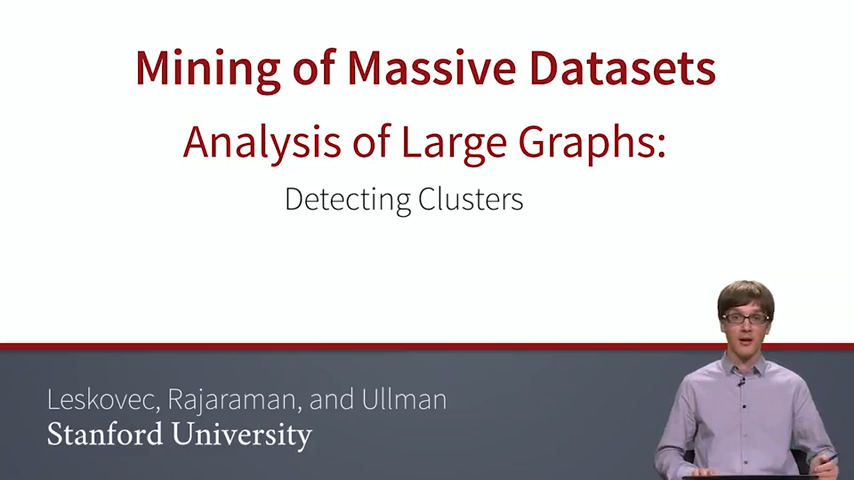 Mining of Massive Datasets
Analysis of Large Graphs:
Detecting Clusters
Leskovec, Rajaraman, and Ullman
Stanford University